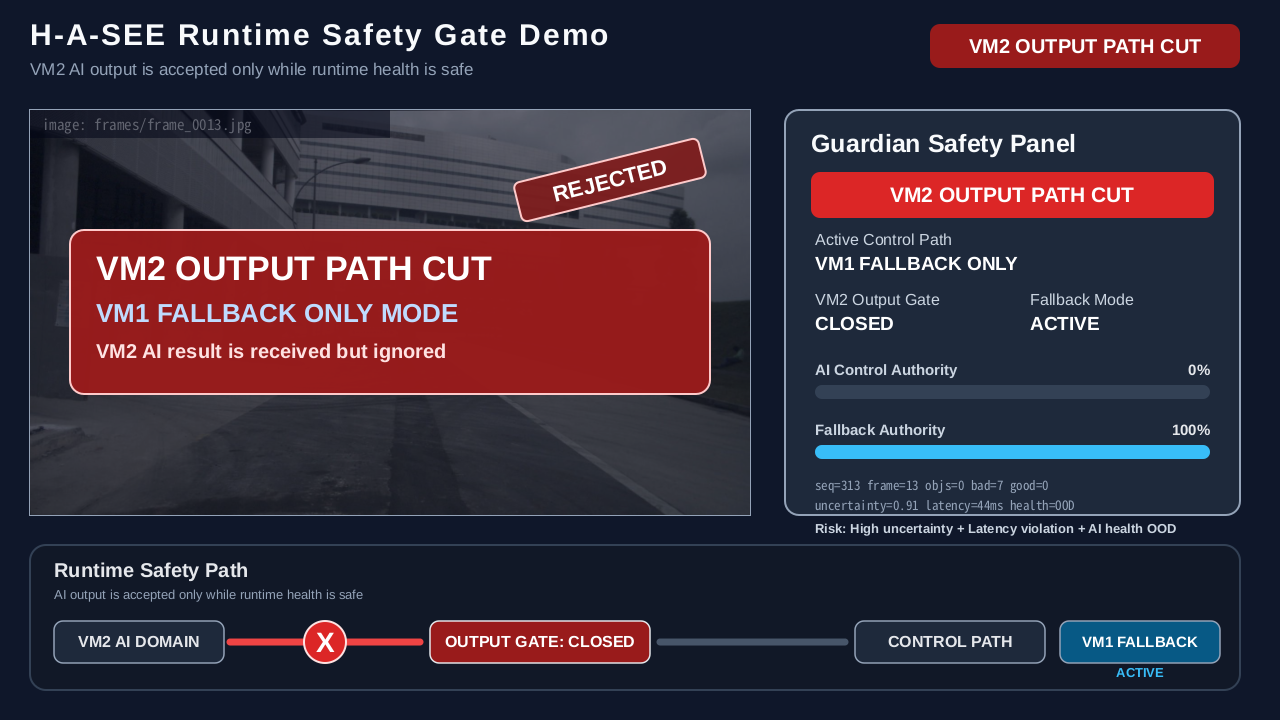 H-A-SEE Runtime Safety Gate Demo
VM2 AI output is accepted only while runtime health is safe
VM2 OUTPUT PATH CUT
image: frames/frame_0013.jpg
REJECTED
VM2 OUTPUT PATH CUT
VM1 FALLBACK ONLY MODE
VM2 AI result is received but ignored
Guardian Safety Panel
VM2 OUTPUT PATH CUT
Active Control Path
VM1 FALLBACK ONLY
VM2 Output Gate
CLOSED
Fallback Mode
ACTIVE
AI Control Authority 0%
Fallback Authority 100%
seq=313 frame=13 objs=0 bad=7 good=0
uncertainty=0.91 latency=44ms health=OOD
Risk: High uncertainty + Latency violation + AI health OOD
Runtime Safety Path
AI output is accepted only while runtime health is safe
VM2 AI DOMAIN
X
OUTPUT GATE: CLOSED
CONTROL PATH
VM1 FALLBACK
ACTIVE